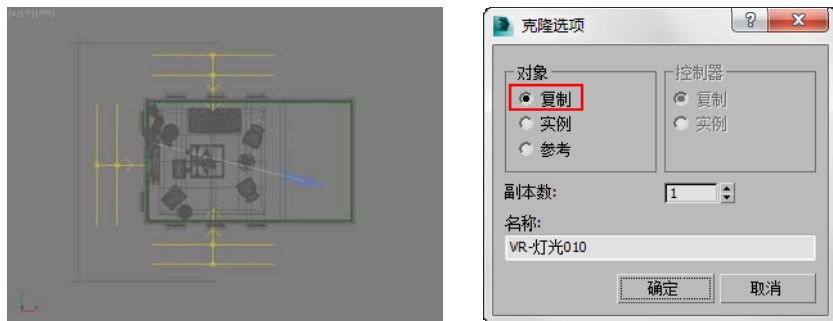 克隆选项
对象
复制
实例
参考
控制器
复制
实例
副本数:
1
名称:
VR-灯光010
确定
取消